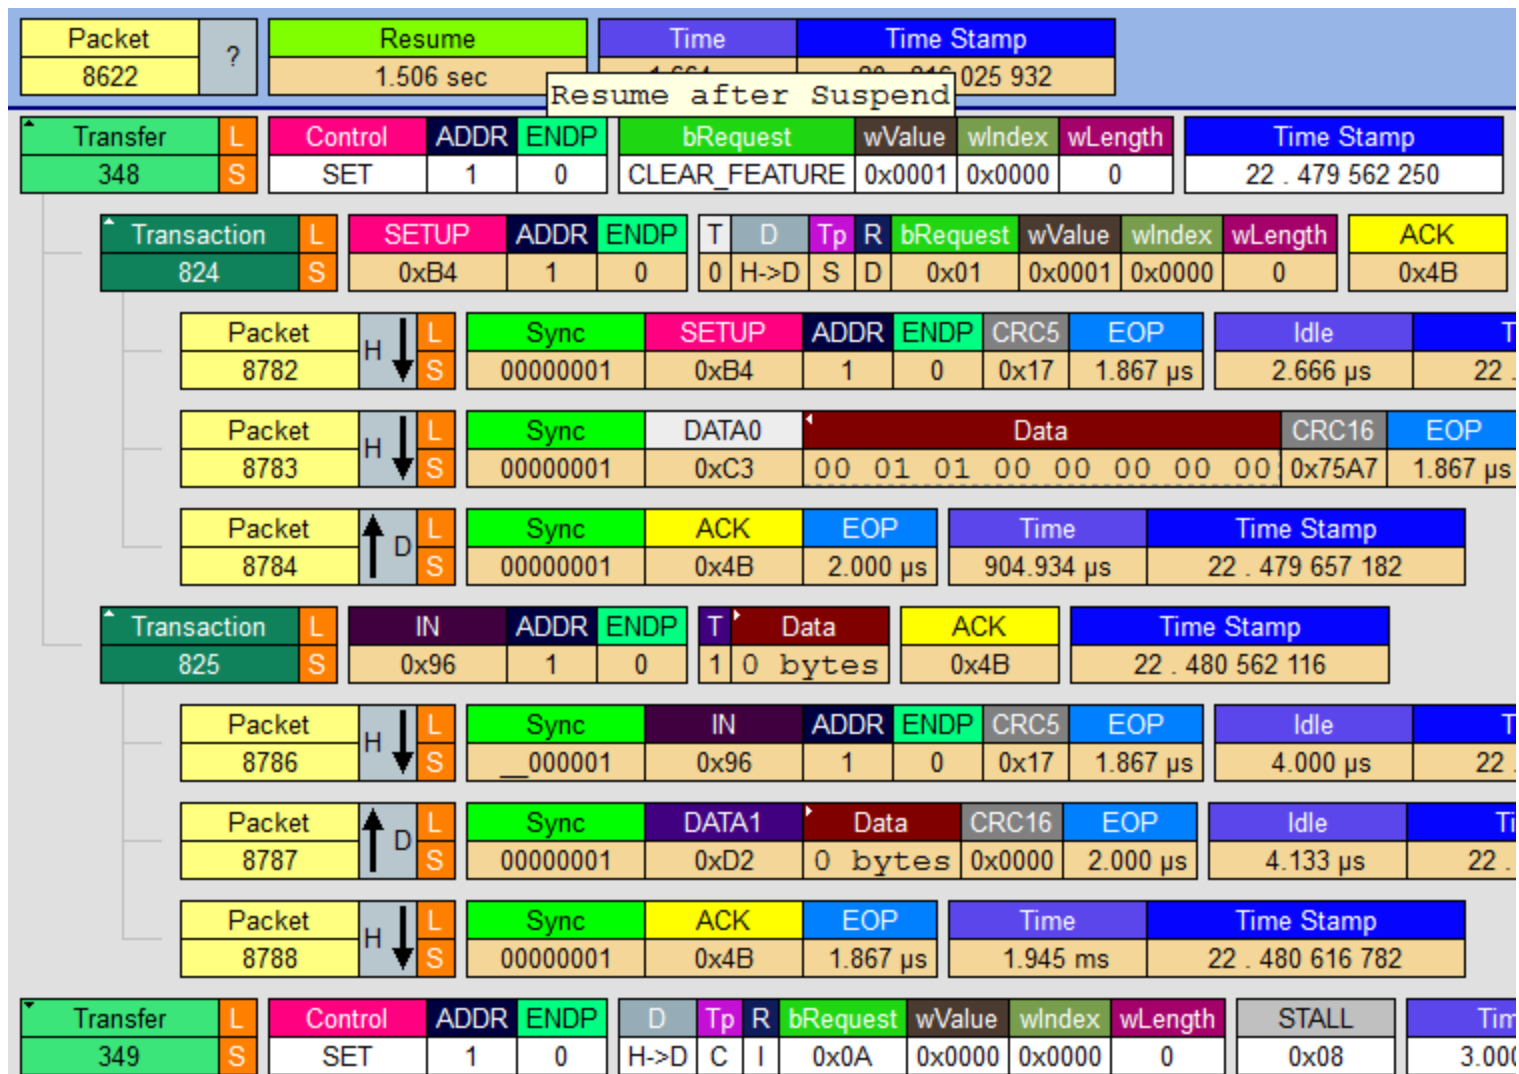 Packet ? Resume Time Time Stamp
8622 1.506 sec 025 932
Resume after Suspend
Transfer L Control ADDR ENDP bRequest wValue wIndex wLength Time Stamp
348 S SET 1 0 CLEAR_FEATURE 0x0001 0x0000 0 22 . 479 562 250
Transaction L SETUP ADDR ENDP T D Tp R bRequest wValue wIndex wLength ACK
824 S 0xB4 1 0 0 H->D S D 0x01 0x0001 0x0000 0 0x4B
Packet H L Sync SETUP ADDR ENDP CRC5 EOP Idle T
8782 S 00000001 0xB4 1 0 0x17 1.867 µs 2.666 µs 22 .
Packet H L Sync DATA0 Data CRC16 EOP
8783 S 00000001 0xC3 00 01 01 00 00 00 00 00 0x75A7 1.867 µs
Packet D L Sync ACK EOP Time Time Stamp
8784 S 00000001 0x4B 2.000 µs 904.934 µs 22 . 479 657 182
Transaction L IN ADDR ENDP T Data ACK Time Stamp
825 S 0x96 1 0 1 0 bytes 0x4B 22 . 480 562 116
Packet H L Sync IN ADDR ENDP CRC5 EOP Idle T
8786 S __000001 0x96 1 0 0x17 1.867 µs 4.000 µs 22 .
Packet D L Sync DATA1 Data CRC16 EOP Idle Ti
8787 S 00000001 0xD2 0 bytes 0x0000 2.000 µs 4.133 µs 22 .
Packet H L Sync ACK EOP Time Time Stamp
8788 S 00000001 0x4B 1.867 µs 1.945 ms 22 . 480 616 782
Transfer L Control ADDR ENDP D Tp R bRequest wValue wIndex wLength STALL Tim
349 S SET 1 0 H->D C I 0x0A 0x0000 0x0000 0 0x08 3.000